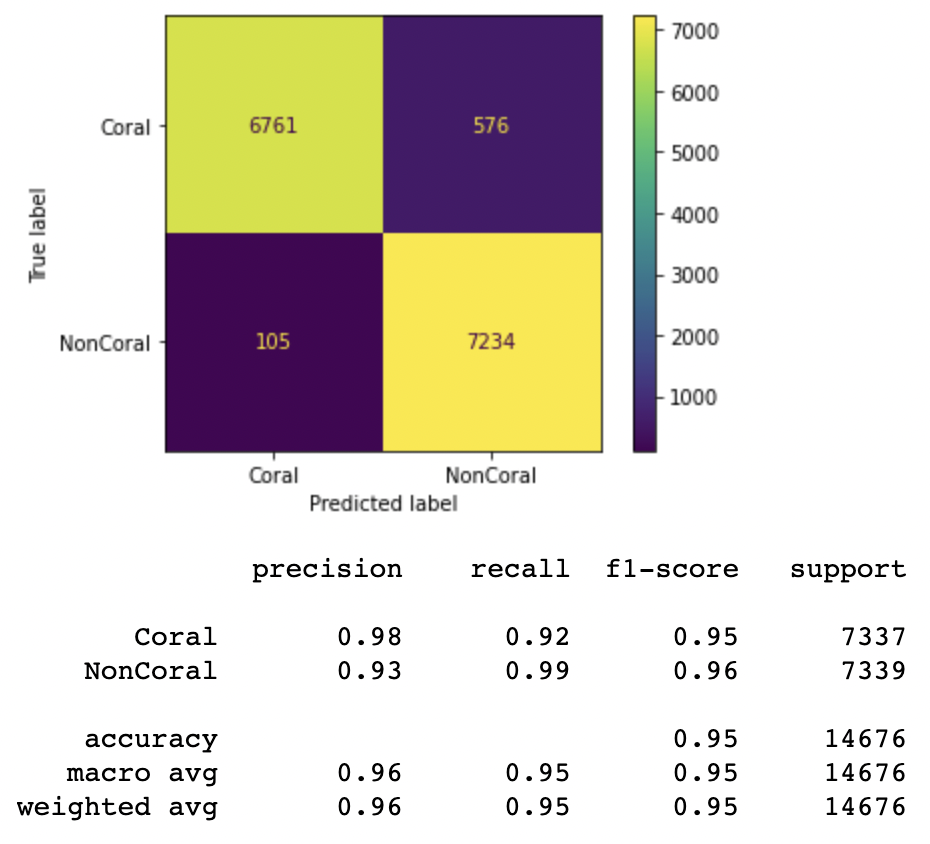 7000
6000
5000
4000
3000
2000
1000
True label
Coral
6761 576
NonCoral
105 7234
Coral NonCoral
Predicted label
precision recall f1-score support
Coral 0.98 0.92 0.95 7337
NonCoral 0.93 0.99 0.96 7339
accuracy 0.95 14676
macro avg 0.96 0.95 0.95 14676
weighted avg 0.96 0.95 0.95 14676